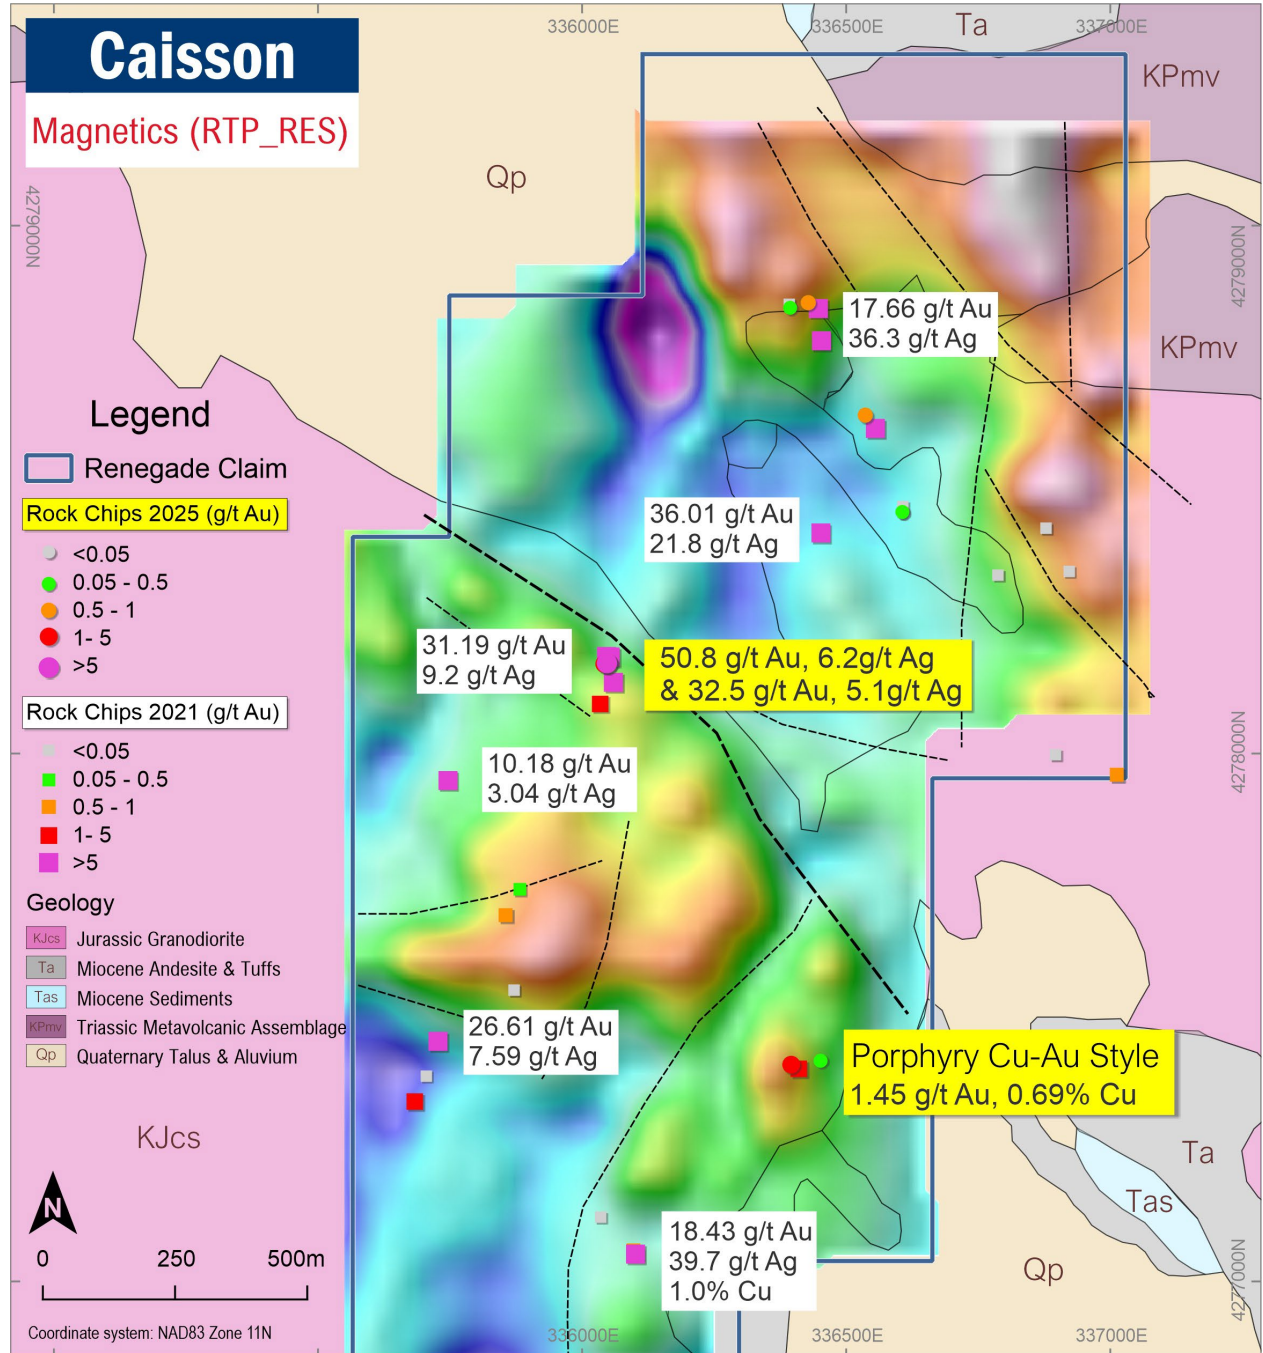 336000E
336500E
337000E
Ta
Caisson
Magnetics (RTP_RES)
KPmv
Qp
4279000N
4279000N
17.66 g/t Au
36.3 g/t Ag
KPmv
Legend
Renegade Claim
Rock Chips 2025 (g/t Au)
<0.05
0.05 - 0.5
0.5 - 1
1- 5
>5
36.01 g/t Au
21.8 g/t Ag
31.19 g/t Au
9.2 g/t Ag
50.8 g/t Au, 6.2g/t Ag
& 32.5 g/t Au, 5.1g/t Ag
Rock Chips 2021 (g/t Au)
<0.05
0.05 - 0.5
0.5 - 1
1- 5
>5
10.18 g/t Au
3.04 g/t Ag
4278000N
Geology
KJcs Jurassic Granodiorite
Ta Miocene Andesite & Tuffs
Tas Miocene Sediments
KPmv Triassic Metavolcanic Assemblage
Qp Quaternary Talus & Aluvium
26.61 g/t Au
7.59 g/t Ag
Porphyry Cu-Au Style
1.45 g/t Au, 0.69% Cu
KJcs
Ta
Tas
N
18.43 g/t Au
39.7 g/t Ag
1.0% Cu
Qp
4277000N
0 250 500m
Coordinate system: NAD83 Zone 11N
336000E
336500E
337000E